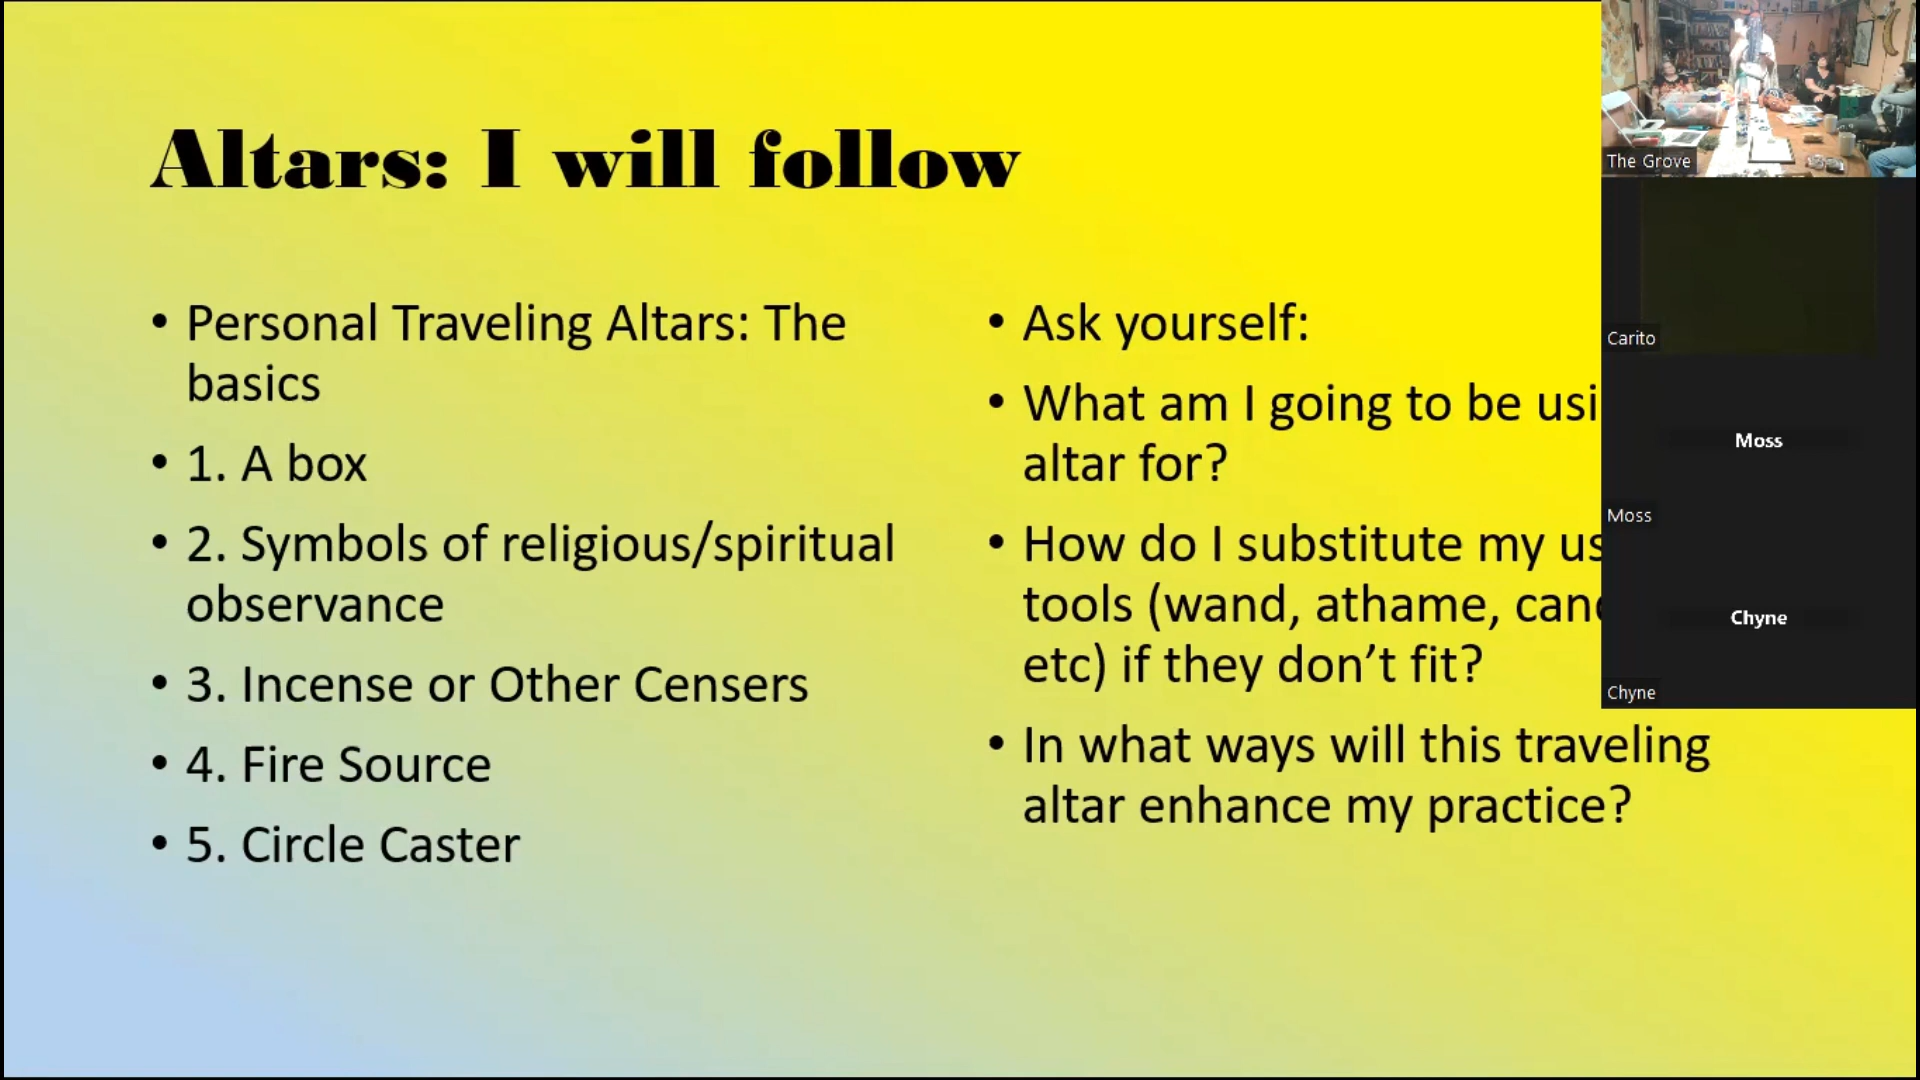 Altars: I will follow
• Personal Traveling Altars: The
basics
• 1. A box
• 2. Symbols of religious/spiritual
observance
• 3. Incense or Other Censers
• 4. Fire Source
• 5. Circle Caster
• Ask yourself:
• What am I going to be usi
altar for?
• How do I substitute my us
tools (wand, athame, can
etc) if they don’t fit?
• In what ways will this traveling
altar enhance my practice?
The Grove
Carito
Moss
Moss
Chyne
Chyne